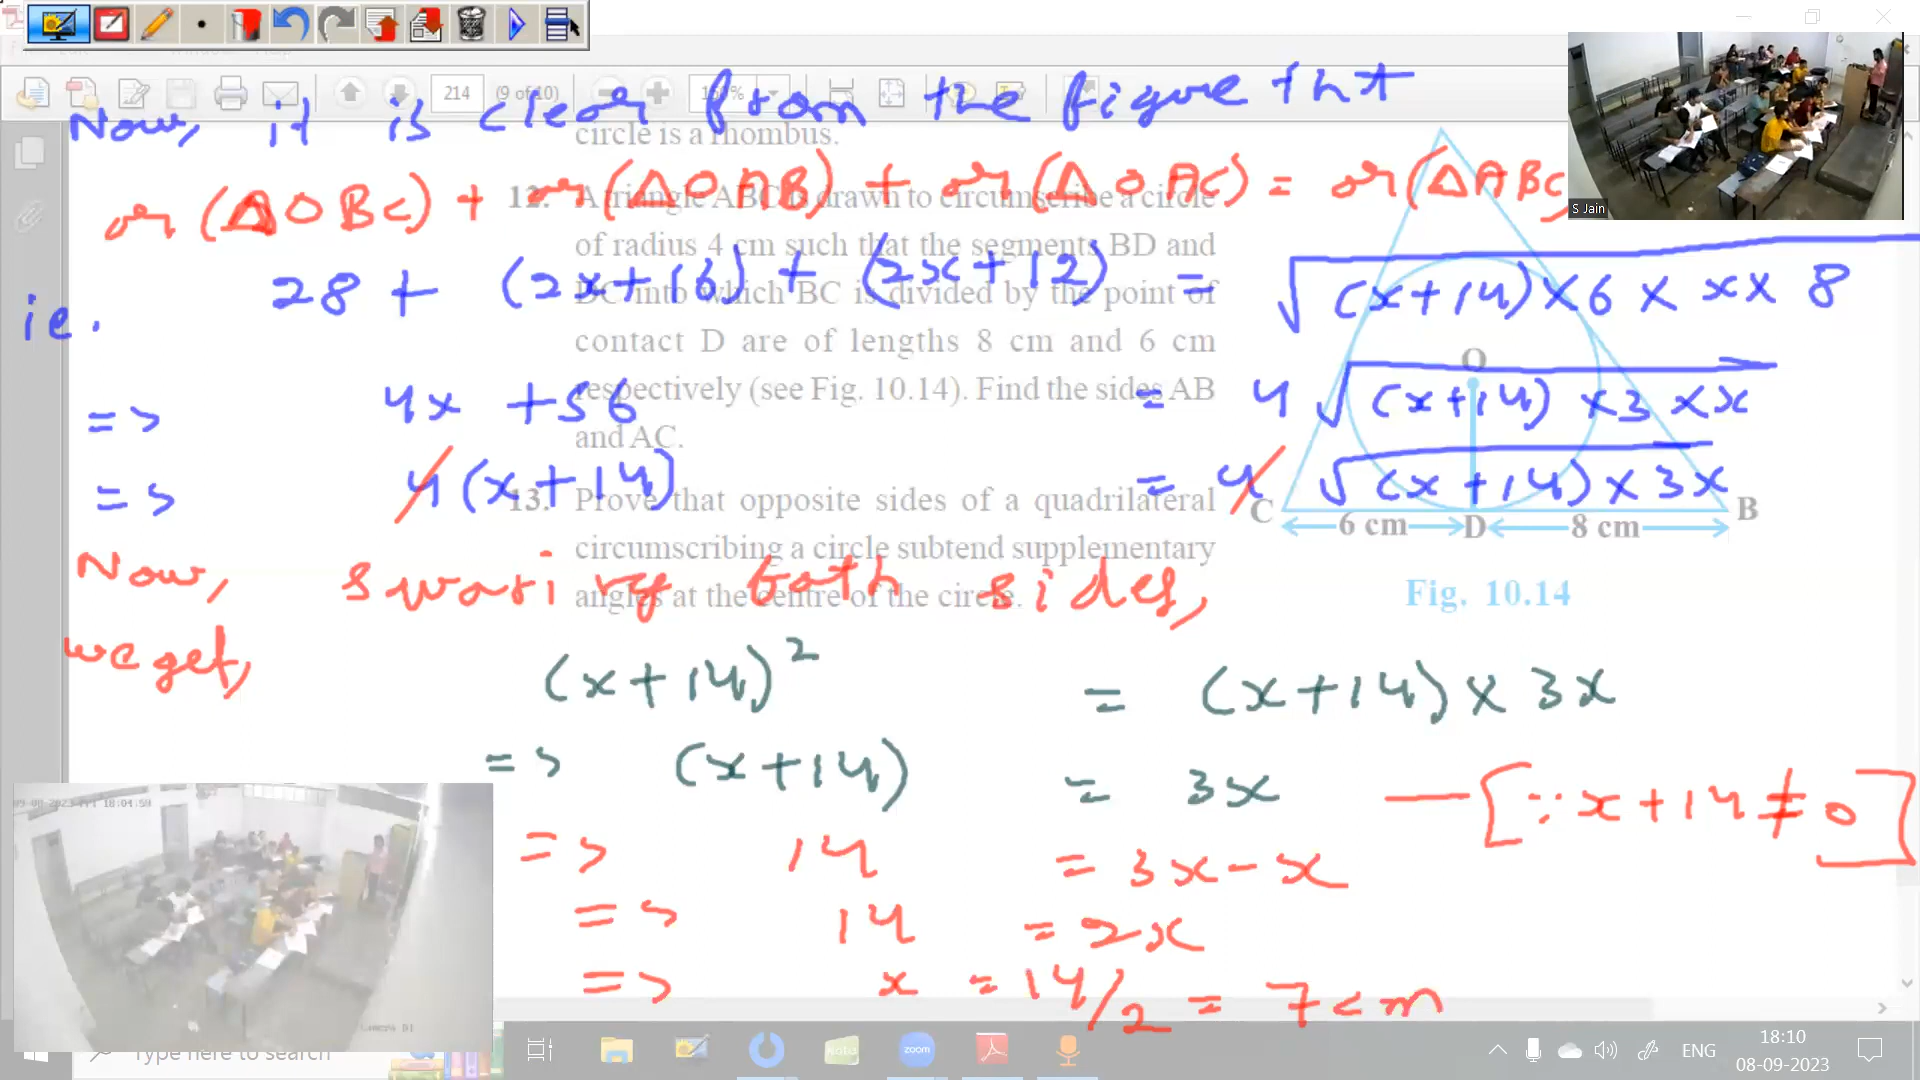 214 (9 of 10)
Now, it is clear from the figure tht
circle is a rhombus.
ar(△OBC) + ar(△OAB) + ar(△OAC) = ar(△ABC
12. A triangle ABC is drawn to circumscribe a circle
of radius 4 cm such that the segments BD and
DC into which BC is divided by the point of
contact D are of lengths 8 cm and 6 cm
respectively (see Fig. 10.14). Find the sides AB
and AC.
ie. 28 + (2x+16) + (2x+12) = √(x+14)×6×x×8
=> 4x +56 = 4√(x+14)×3×x
=> 4(x+14) = 4√(x+14)×3x
13. Prove that opposite sides of a quadrilateral
circumscribing a circle subtend supplementary
angles at the centre of the circle.
O
C 6 cm D 8 cm B
Fig. 10.14
Now, squaring both sides,
we get,
(x+14)² = (x+14)×3x
=> (x+14) = 3x —[∵x+14≠0]
=> 14 = 3x-x
=> 14 = 2x
=> x = 14/2 = 7cm
S Jain
Type here to search
zoom
ENG
18:10
08-09-2023